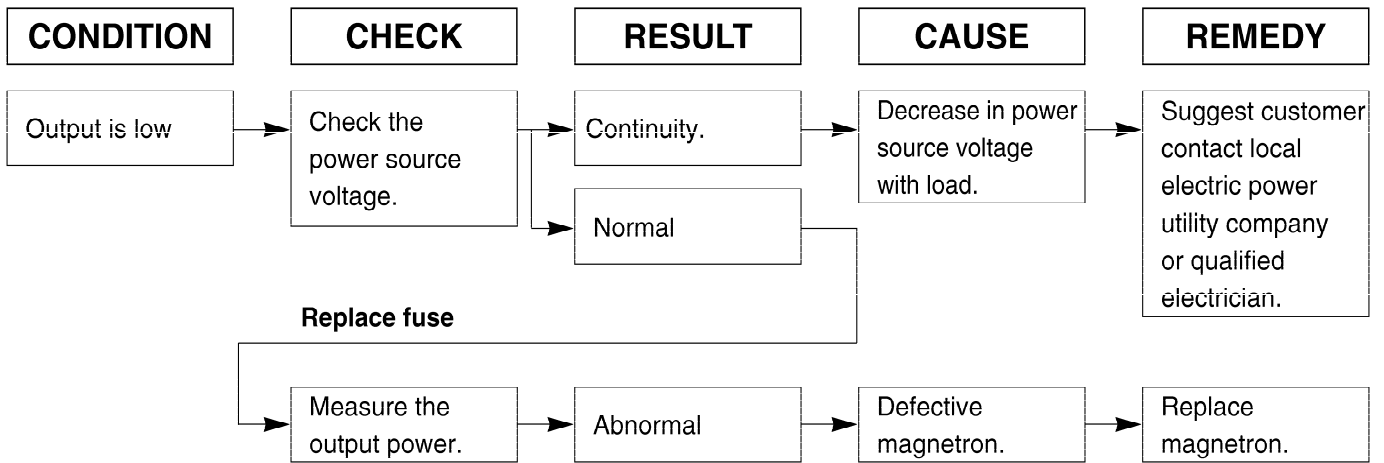 CONDITION
CHECK
RESULT
CAUSE
REMEDY
Output is low
Check the
power source
voltage.
Continuity.
Decrease in power
source voltage
with load.
Suggest customer
contact local
electric power
utility company
or qualified
electrician.
Normal
Replace fuse
Measure the
output power.
Abnormal
Defective
magnetron.
Replace
magnetron.